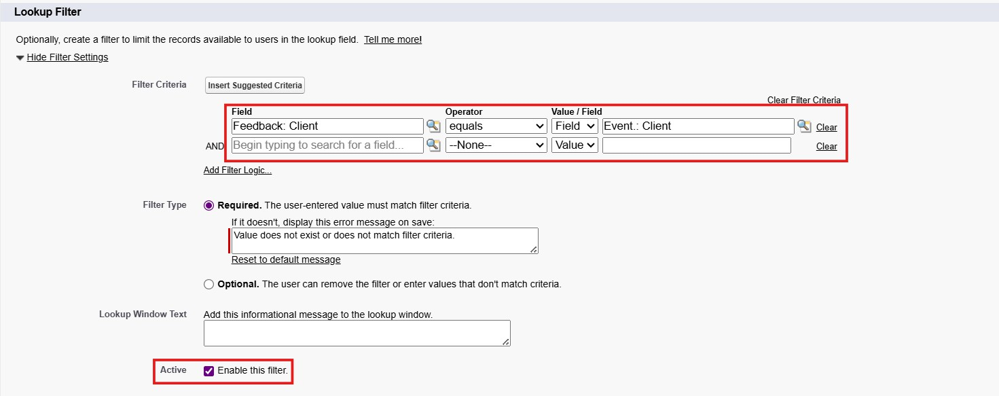 Lookup Filter
Optionally, create a filter to limit the records available to users in the lookup field. Tell me more!
Hide Filter Settings
Filter Criteria Insert Suggested Criteria
Clear Filter Criteria
Field Operator Value / Field
Feedback: Client equals Field Event.: Client Clear
AND Begin typing to search for a field... --None-- Value Clear
Add Filter Logic...
Filter Type Required. The user-entered value must match filter criteria.
If it doesn't, display this error message on save:
Value does not exist or does not match filter criteria.
Reset to default message
Optional. The user can remove the filter or enter values that don't match criteria.
Lookup Window Text Add this informational message to the lookup window.
Active Enable this filter.